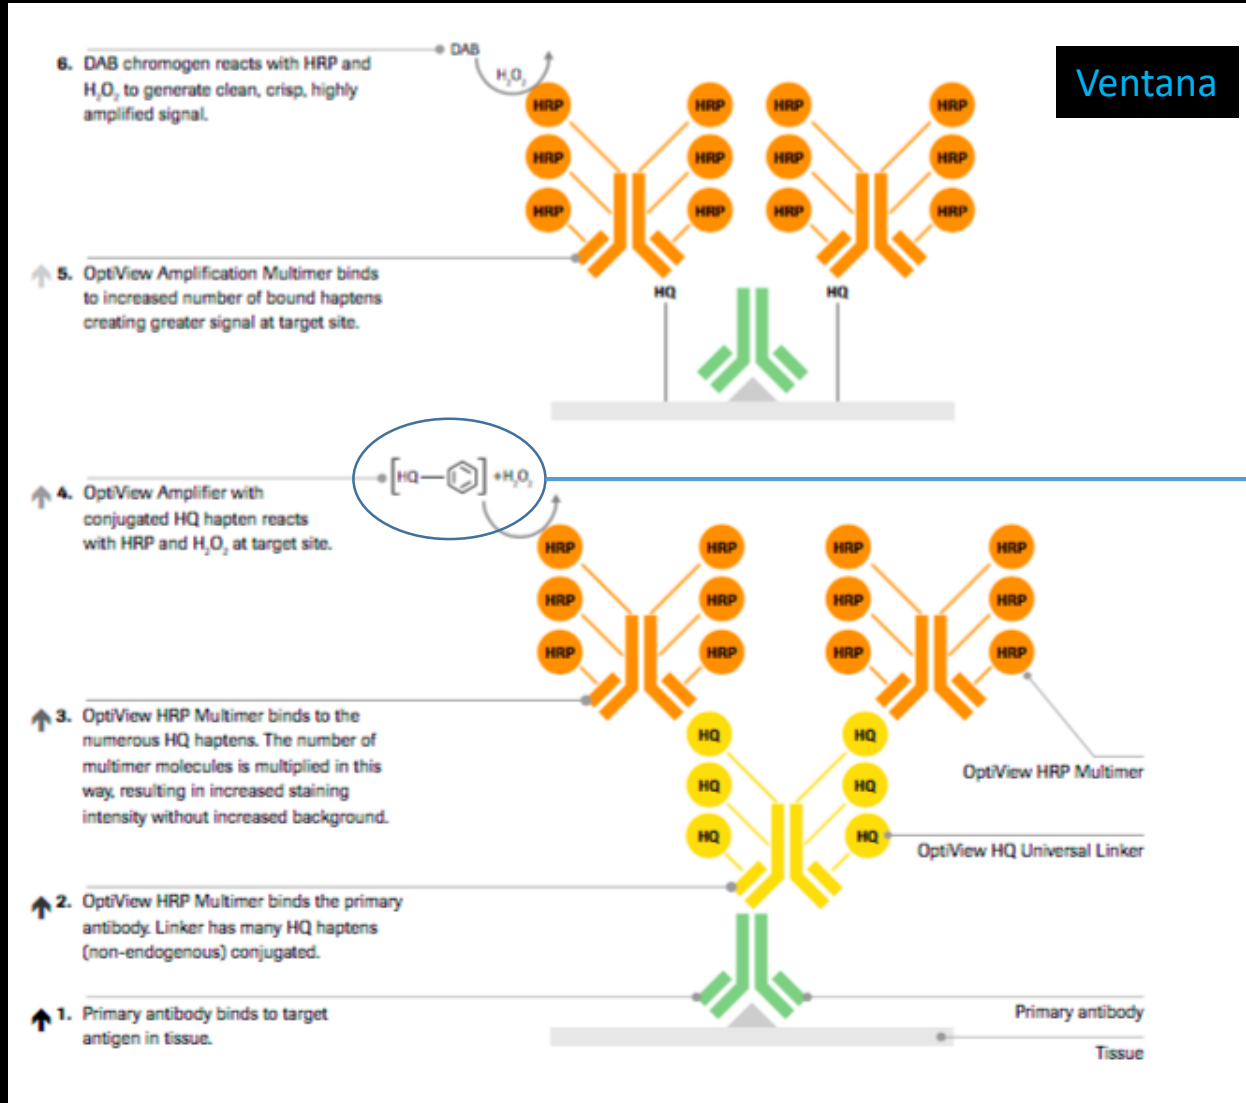 Ventana
DAB
H₂O₂
6. DAB chromogen reacts with HRP and
H₂O₂ to generate clean, crisp, highly
amplified signal.
HRP HRP HRP HRP
HRP HRP HRP HRP
HRP HRP HRP HRP
5. OptiView Amplification Multimer binds
to increased number of bound haptens
creating greater signal at target site.
HQ HQ
[HQ—] +H₂O₂
4. OptiView Amplifier with
conjugated HQ hapten reacts
with HRP and H₂O₂ at target site.
HRP HRP HRP HRP
HRP HRP HRP HRP
HRP HRP HRP HRP
3. OptiView HRP Multimer binds to the
numerous HQ haptens. The number of
multimer molecules is multiplied in this
way, resulting in increased staining
intensity without increased background.
HQ HQ
HQ HQ
HQ HQ
OptiView HRP Multimer
OptiView HQ Universal Linker
2. OptiView HRP Multimer binds the primary
antibody. Linker has many HQ haptens
(non-endogenous) conjugated.
1. Primary antibody binds to target
antigen in tissue.
Primary antibody
Tissue